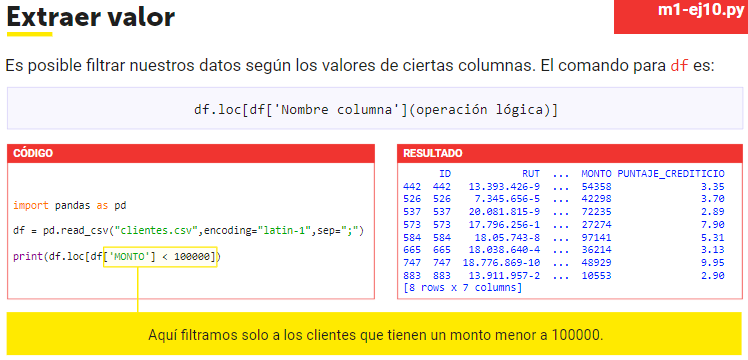 Extraer valor
m1-ej10.py
Es posible filtrar nuestros datos según los valores de ciertas columnas. El comando para df es:
df.loc[df['Nombre columna'](operación lógica)]
CÓDIGO
import pandas as pd
df = pd.read_csv("clientes.csv",encoding="latin-1",sep=";")
print(df.loc[df['MONTO'] < 100000])
RESULTADO
ID RUT ... MONTO PUNTAJE_CREDITICIO
442 442 13.393.426-9 ... 54358 3.35
526 526 7.345.656-5 ... 42298 3.70
537 537 20.081.815-9 ... 72235 2.89
573 573 17.796.256-1 ... 27274 7.90
584 584 18.05.743-8 ... 97141 5.31
665 665 18.038.640-4 ... 36214 3.13
747 747 18.776.869-10 ... 48929 9.95
883 883 13.911.957-2 ... 10553 2.90
[8 rows x 7 columns]
Aquí filtramos solo a los clientes que tienen un monto menor a 100000.